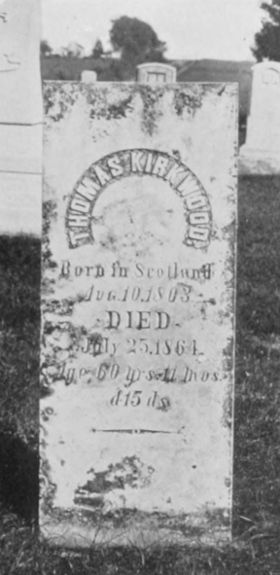 THOMAS KIRKWOOD.
Born in Scotland
Aug. 10, 1803
DIED
July 25, 1864
Age, 60 yrs. 11 mos.
& 15 ds.